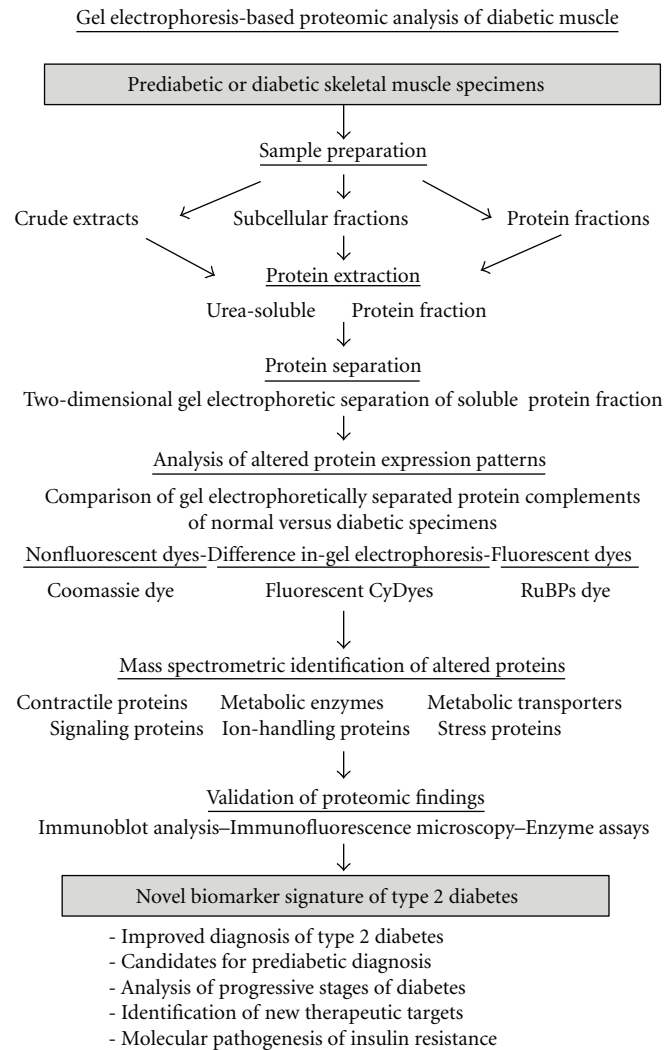 Gel electrophoresis-based proteomic analysis of diabetic muscle
Prediabetic or diabetic skeletal muscle specimens
Sample preparation
Crude extracts Subcellular fractions Protein fractions
Protein extraction
Urea-soluble Protein fraction
Protein separation
Two-dimensional gel electrophoretic separation of soluble protein fraction
Analysis of altered protein expression patterns
Comparison of gel electrophoretically separated protein complements
of normal versus diabetic specimens
Nonfluorescent dyes-Difference in-gel electrophoresis-Fluorescent dyes
Coomassie dye Fluorescent CyDyes RuBPs dye
Mass spectrometric identification of altered proteins
Contractile proteins Metabolic enzymes Metabolic transporters
Signaling proteins Ion-handling proteins Stress proteins
Validation of proteomic findings
Immunoblot analysis–Immunofluorescence microscopy–Enzyme assays
Novel biomarker signature of type 2 diabetes
- Improved diagnosis of type 2 diabetes
- Candidates for prediabetic diagnosis
- Analysis of progressive stages of diabetes
- Identification of new therapeutic targets
- Molecular pathogenesis of insulin resistance